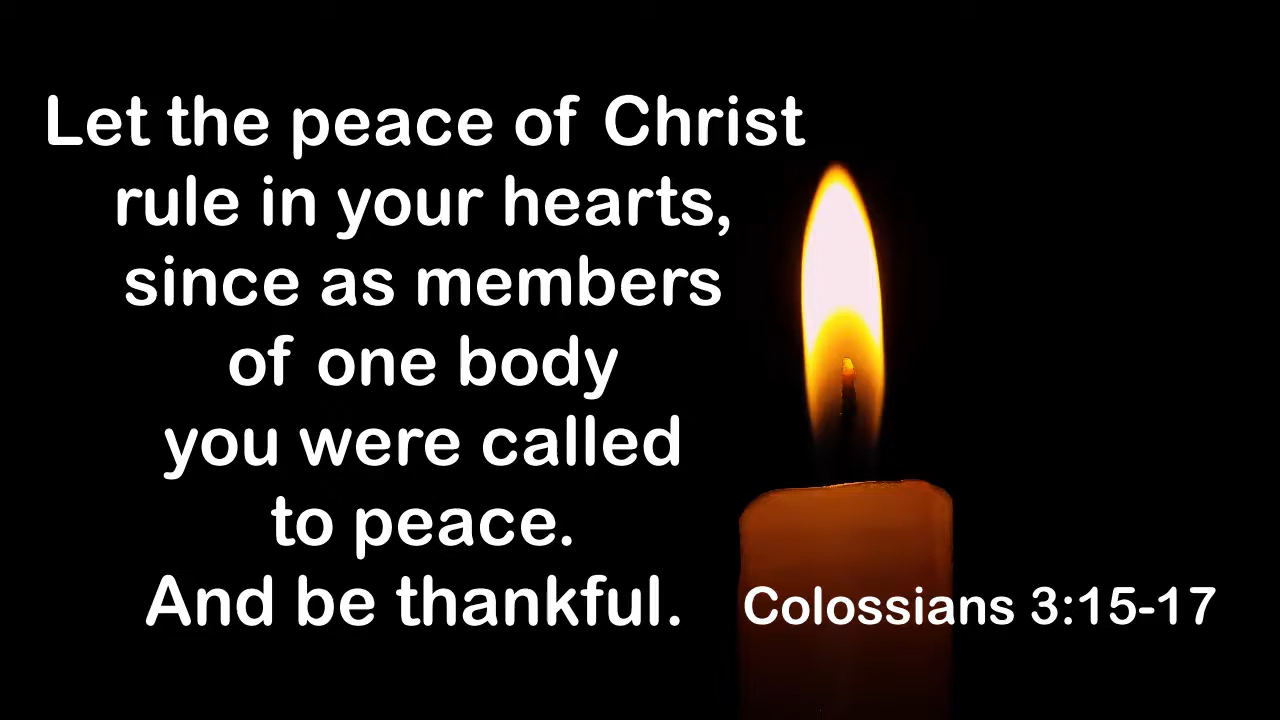 Let the peace of Christ
rule in your hearts,
since as members
of one body
you were called
to peace.
And be thankful.
Colossians 3:15-17